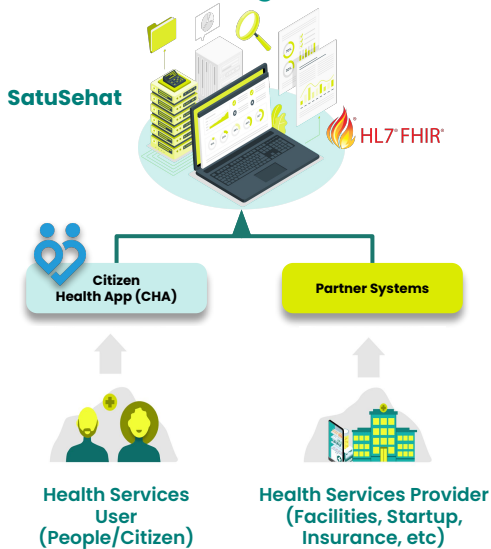 SatuSehat
HL7® FHIR®
Citizen
Health App (CHA)
Partner Systems
Health Services
User
(People/Citizen)
Health Services Provider
(Facilities, Startup,
Insurance, etc)